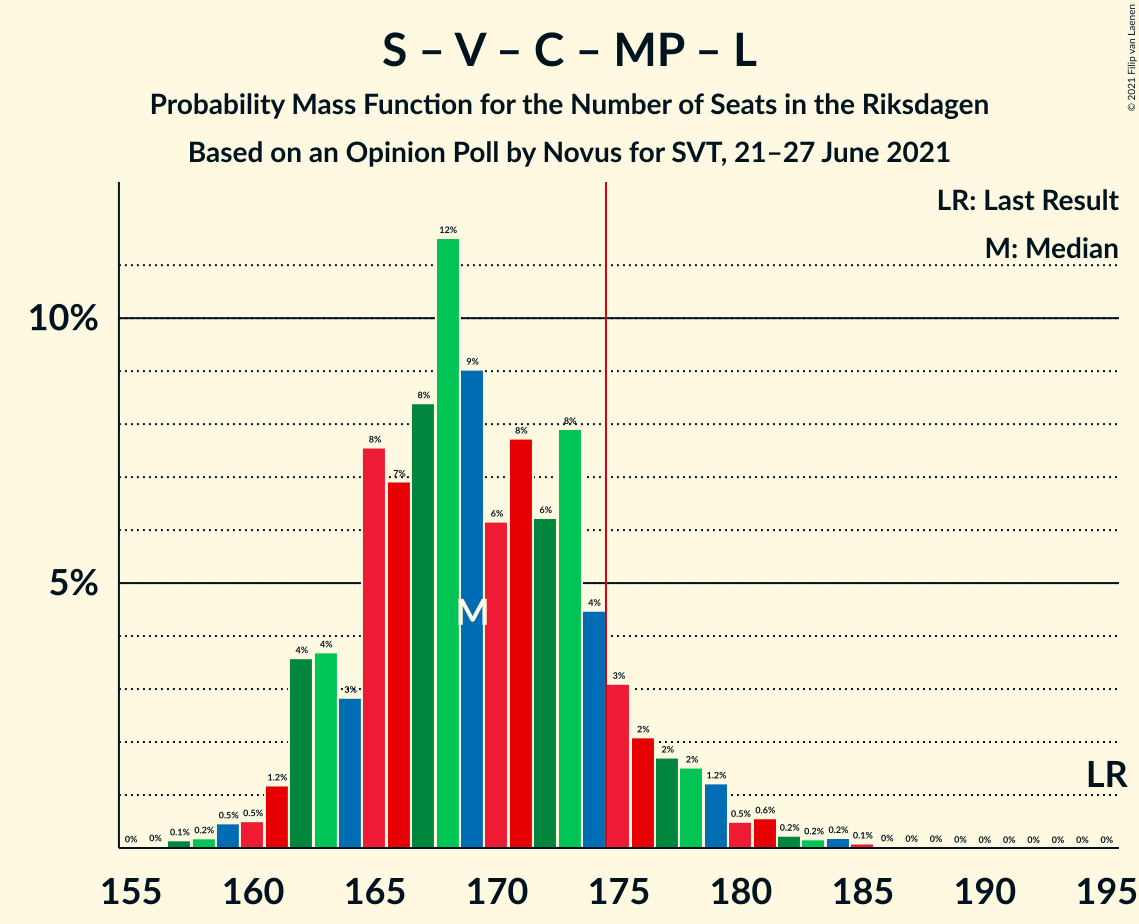 S – V – C – MP – L
Probability Mass Function for the Number of Seats in the Riksdagen
Based on an Opinion Poll by Novus for SVT, 21–27 June 2021
© 2021 Filip van Laenen
LR: Last Result
M: Median
10%
5%
0% 0% 0.1% 0.2% 0.5% 0.5% 1.2% 4% 4% 3% 8% 7% 8% 12% 9% 6% 8% 6% 8% 4% 3% 2% 2% 2% 1.2% 0.5% 0.6% 0.2% 0.2% 0.2% 0.1% 0% 0% 0% 0% 0% 0% 0% 0% 0% 0%
M
LR
155 160 165 170 175 180 185 190 195